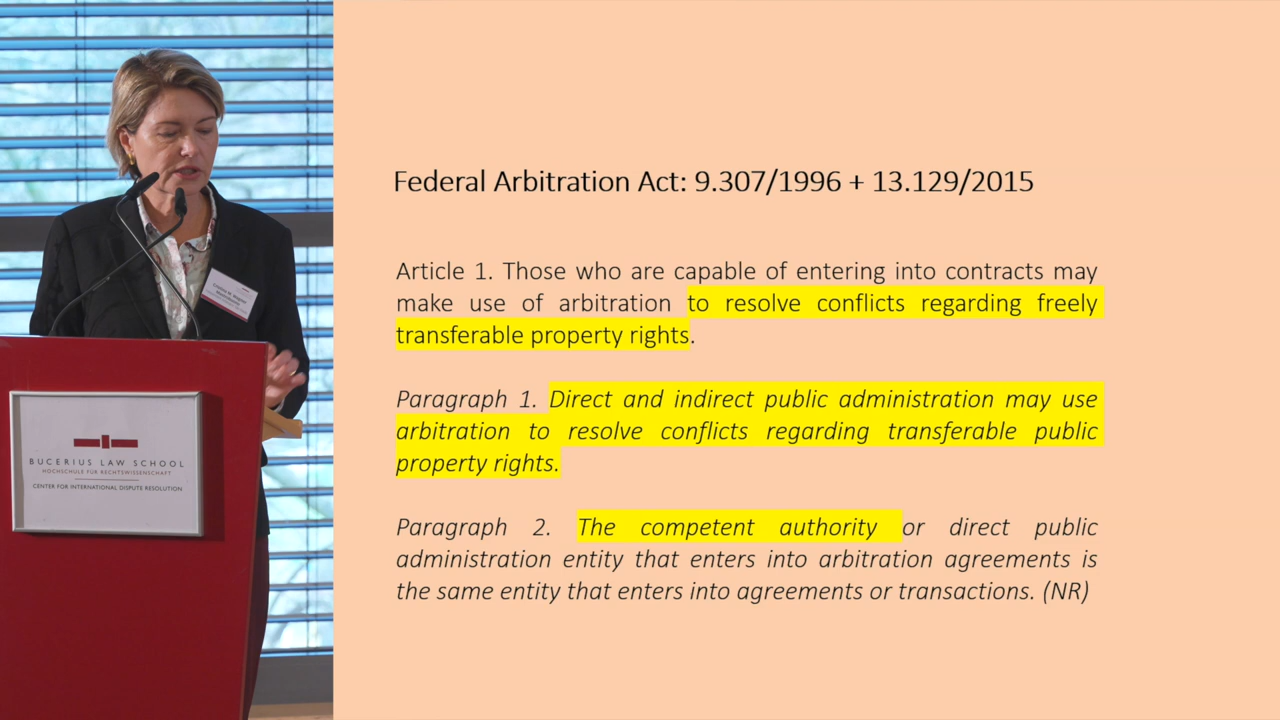 Federal Arbitration Act: 9.307/1996 + 13.129/2015
Article 1. Those who are capable of entering into contracts may
make use of arbitration to resolve conflicts regarding freely
transferable property rights.
Paragraph 1. Direct and indirect public administration may use
arbitration to resolve conflicts regarding transferable public
property rights.
Paragraph 2. The competent authority or direct public
administration entity that enters into arbitration agreements is
the same entity that enters into agreements or transactions. (NR)
BUCERIUS LAW SCHOOL
HOCHSCHULE FÜR RECHTSWISSENSCHAFT
CENTER FOR INTERNATIONAL DISPUTE RESOLUTION